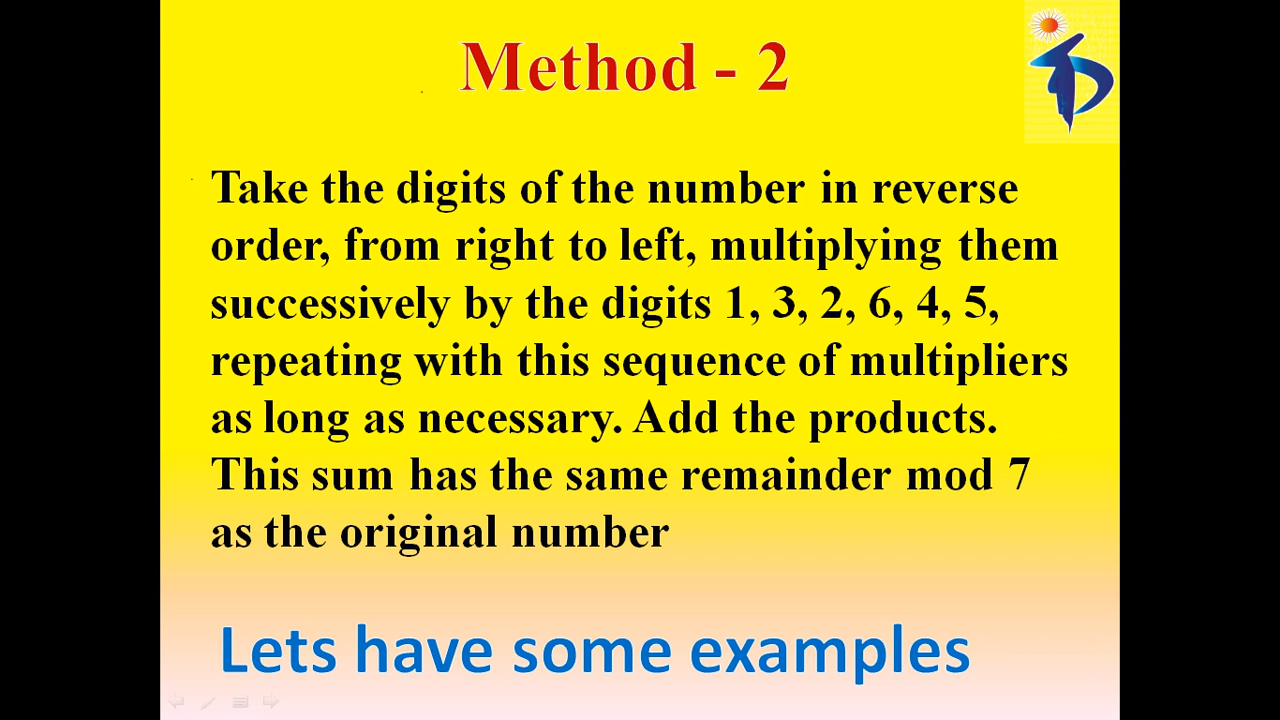 Method - 2
Take the digits of the number in reverse
order, from right to left, multiplying them
successively by the digits 1, 3, 2, 6, 4, 5,
repeating with this sequence of multipliers
as long as necessary. Add the products.
This sum has the same remainder mod 7
as the original number
Lets have some examples